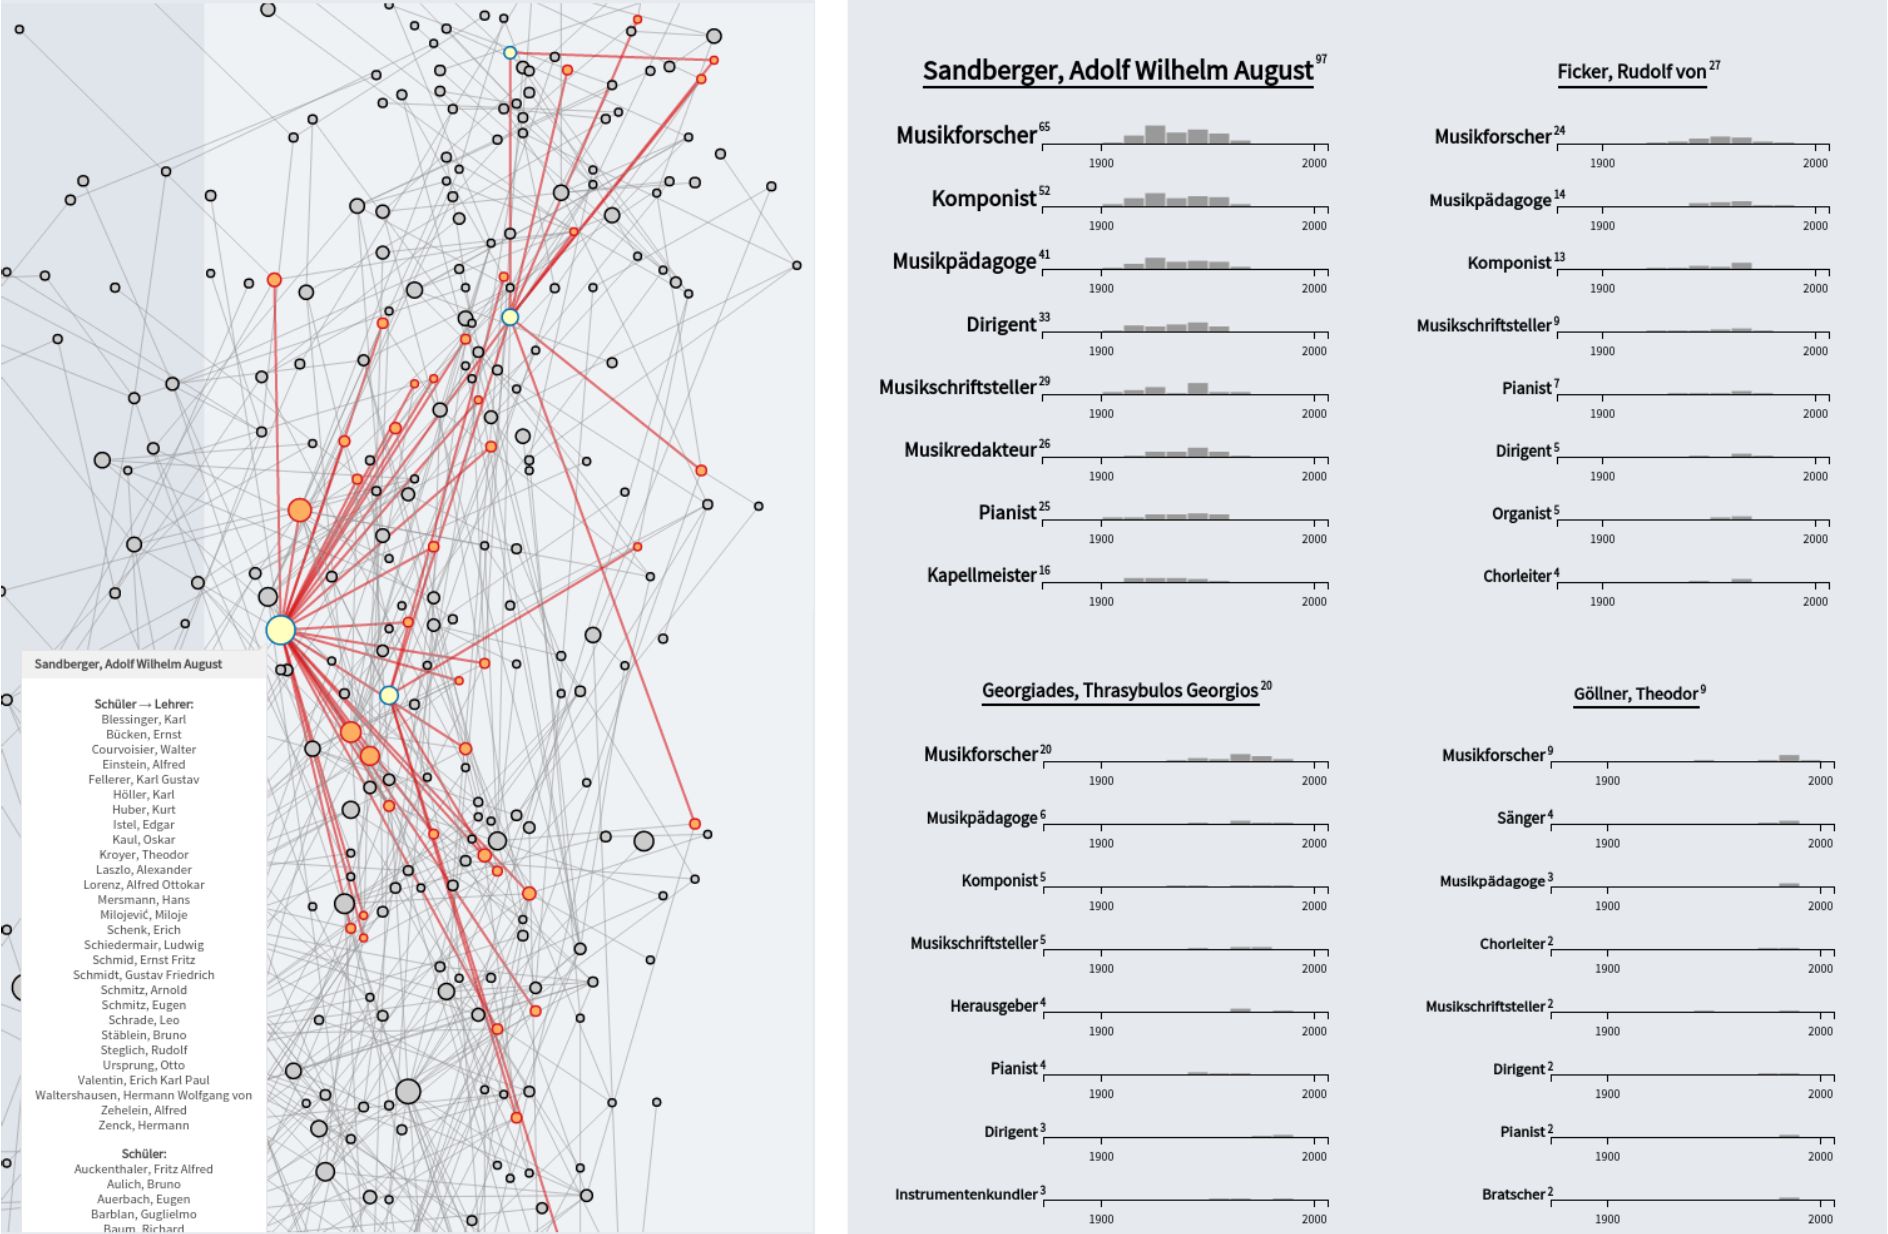 Sandberger, Adolf Wilhelm August
Schüler → Lehrer:
Blessinger, Karl
Bücken, Ernst
Courvoisier, Walter
Einstein, Alfred
Fellerer, Karl Gustav
Höller, Karl
Huber, Kurt
Istel, Edgar
Kaul, Oskar
Kroyer, Theodor
Laszlo, Alexander
Lorenz, Alfred Ottokar
Mersmann, Hans
Milojević, Miloje
Schenk, Erich
Schiedermair, Ludwig
Schmid, Ernst Fritz
Schmidt, Gustav Friedrich
Schmitz, Arnold
Schmitz, Eugen
Schrade, Leo
Stäblein, Bruno
Steglich, Rudolf
Ursprung, Otto
Valentin, Erich Karl Paul
Waltershausen, Hermann Wolfgang von
Zehelein, Alfred
Zenck, Hermann
Schüler:
Auckenthaler, Fritz Alfred
Aulich, Bruno
Auerbach, Eugen
Barblan, Guglielmo
Baum, Richard
Sandberger, Adolf Wilhelm August 97
Musikforscher 65
1900 2000
Komponist 52
1900 2000
Musikpädagoge 41
1900 2000
Dirigent 33
1900 2000
Musikschriftsteller 29
1900 2000
Musikredakteur 26
1900 2000
Pianist 25
1900 2000
Kapellmeister 16
1900 2000
Ficker, Rudolf von 27
Musikforscher 24
1900 2000
Musikpädagoge 14
1900 2000
Komponist 13
1900 2000
Musikschriftsteller 9
1900 2000
Pianist 7
1900 2000
Dirigent 5
1900 2000
Organist 5
1900 2000
Chorleiter 4
1900 2000
Georgiades, Thrasybulos Georgios 20
Musikforscher 20
1900 2000
Musikpädagoge 6
1900 2000
Komponist 5
1900 2000
Musikschriftsteller 5
1900 2000
Herausgeber 4
1900 2000
Pianist 4
1900 2000
Dirigent 3
1900 2000
Instrumentenkundler 3
1900 2000
Göllner, Theodor 9
Musikforscher 9
1900 2000
Sänger 4
1900 2000
Musikpädagoge 3
1900 2000
Chorleiter 2
1900 2000
Musikschriftsteller 2
1900 2000
Dirigent 2
1900 2000
Pianist 2
1900 2000
Bratscher 2
1900 2000